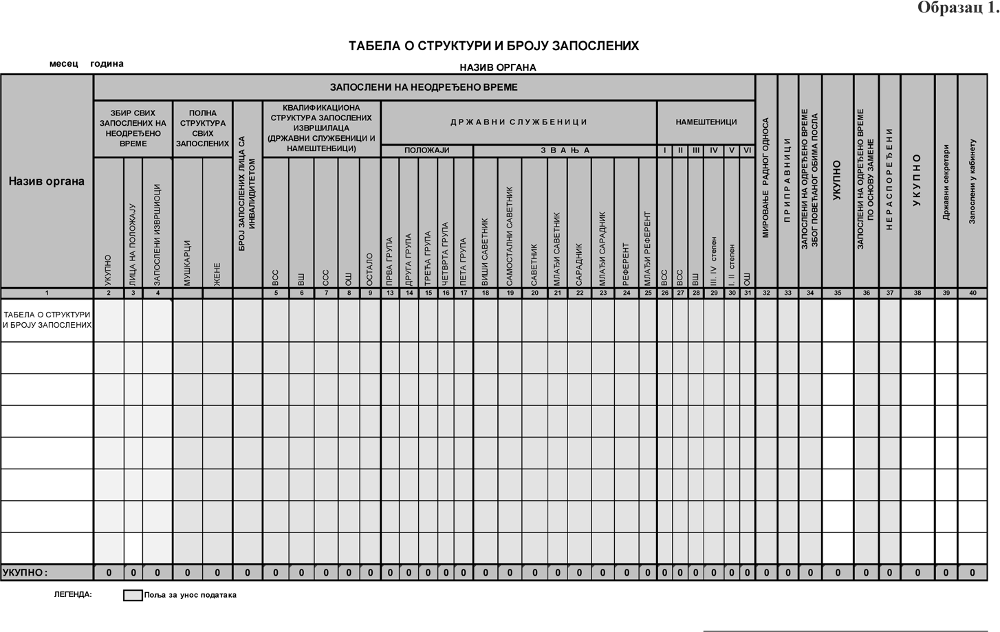 Образац 1.
ТАБЕЛА О СТРУКТУРИ И БРОЈУ ЗАПОСЛЕНИХ
месец година
НАЗИВ ОРГАНА
Назив органа
ЗАПОСЛЕНИ НА НЕОДРЕЂЕНО ВРЕМЕ
ЗБИР СВИХ
ЗАПОСЛЕНИХ НА
НЕОДРЕЂЕНО
ВРЕМЕ
ПОЛНА
СТРУКТУРА
СВИХ
ЗАПОСЛЕНИХ
БРОЈ ЗАПОСЛЕНИХ ЛИЦА СА
ИНВАЛИДИТЕТОМ
КВАЛИФИКАЦИОНА
СТРУКТУРА ЗАПОСЛЕНИХ
ИЗВРШИЛАЦА
(ДРЖАВНИ СЛУЖБЕНИЦИ И
НАМЕШТЕНБИЦИ)
Д Р Ж А В Н И С Л У Ж Б Е Н И Ц И
НАМЕШТЕНИЦИ
ПОЛОЖАЈИ
З В А Њ А
I II III IV V VI
УКУПНО
ЛИЦА НА ПОЛОЖАЈУ
ЗАПОСЛЕНИ ИЗВРШИОЦИ
МУШКАРЦИ
ЖЕНЕ
ВСС
ВШ
ССС
ОШ
ОСТАЛО
ПРВА ГРУПА
ДРУГА ГРУПА
ТРЕЋА ГРУПА
ЧЕТВРТА ГРУПА
ПЕТА ГРУПА
ВИШИ САВЕТНИК
САМОСТАЛНИ САВЕТНИК
САВЕТНИК
МЛАЂИ САВЕТНИК
САРАДНИК
МЛАЂИ САРАДНИК
РЕФЕРЕНТ
МЛАЂИ РЕФЕРЕНТ
ВСС
ВСС
ВШ
III. IV степен
I. II степен
ОШ
МИРОВАЊЕ РАДНОГ ОДНОСА
П Р И П Р А В Н И Ц И
ЗАПОСЛЕНИ НА ОДРЕЂЕНО ВРЕМЕ
ЗБОГ ПОВЕЋАНОГ ОБИМА ПОСЛА
УКУПНО
ЗАПОСЛЕНИ НА ОДРЕЂЕНО ВРЕМЕ
ПО ОСНОВУ ЗАМЕНЕ
Н Е Р А С П О Р Е Ђ Е Н И
У К У П Н О
Државни секретари
Запослени у кабинету
1 2 3 4 5 6 7 8 9 13 14 15 16 17 18 19 20 21 22 23 24 25 26 27 28 29 30 31 32 33 34 35 36 37 38 39 40
ТАБЕЛА О СТРУКТУРИ
И БРОЈУ ЗАПОСЛЕНИХ
УКУПНО : 0 0 0 0 0 0 0 0 0 0 0 0 0 0 0 0 0 0 0 0 0 0 0 0 0 0 0 0 0 0 0 0 0 0 0 0 0 0 0
ЛЕГЕНДА:
Поља за унос података